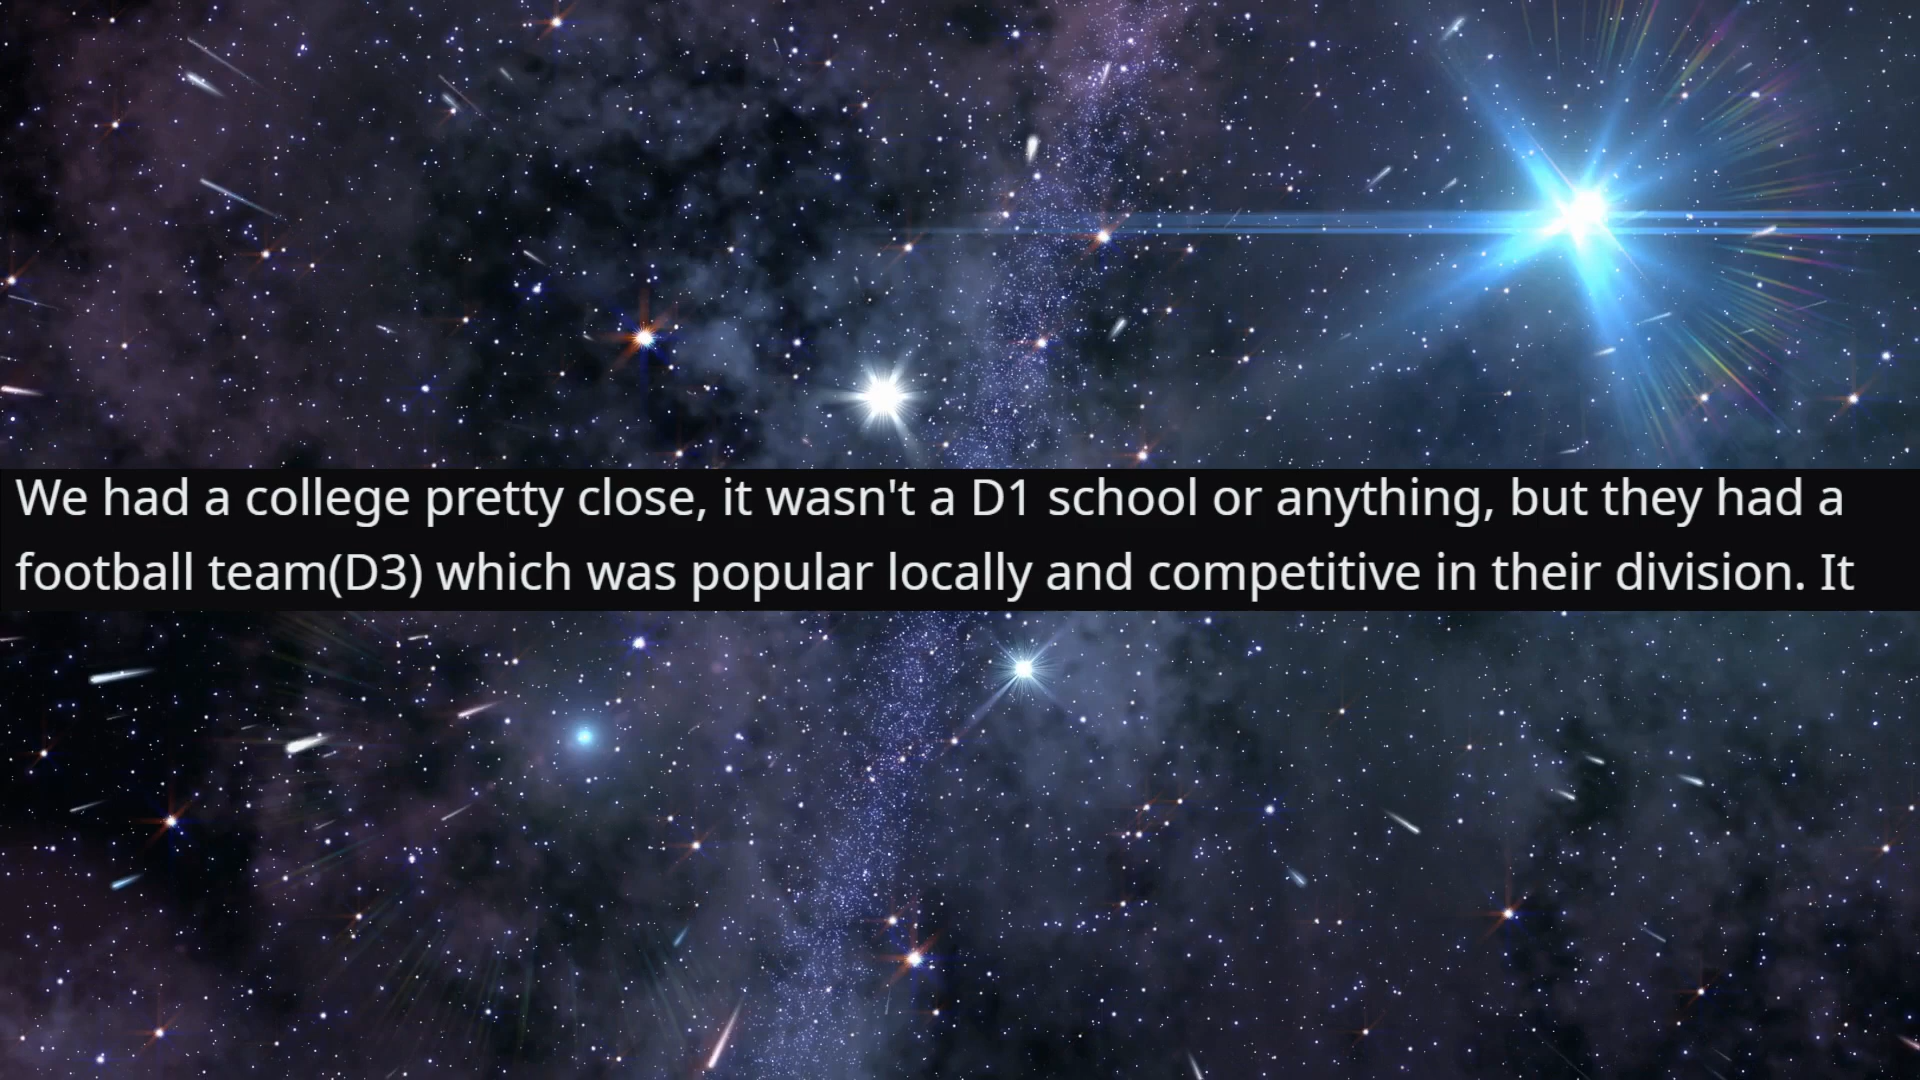 We had a college pretty close, it wasn't a D1 school or anything, but they had a
football team(D3) which was popular locally and competitive in their division. It